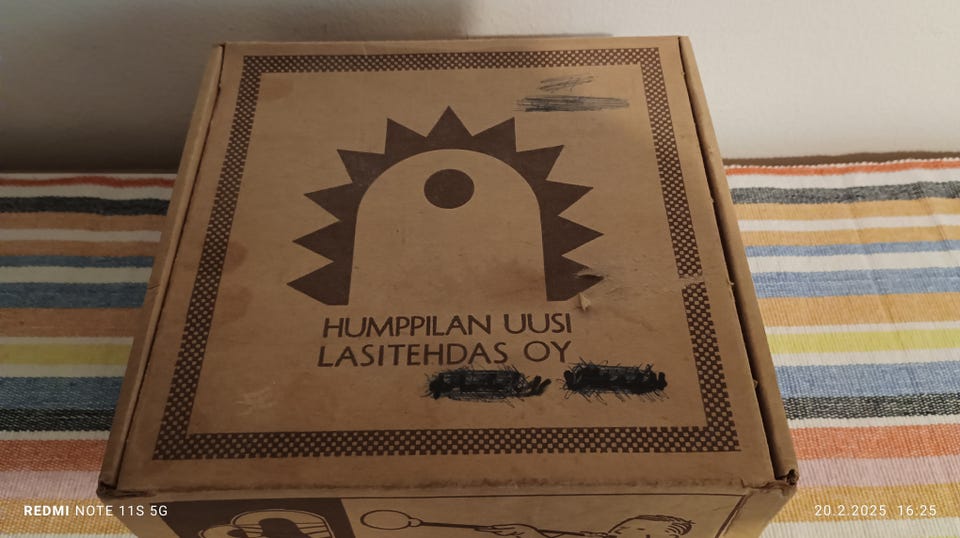 HUMPPILAN UUSI
LASITEHDAS OY
REDMI NOTE 11S 5G
20.2.2025 16:25